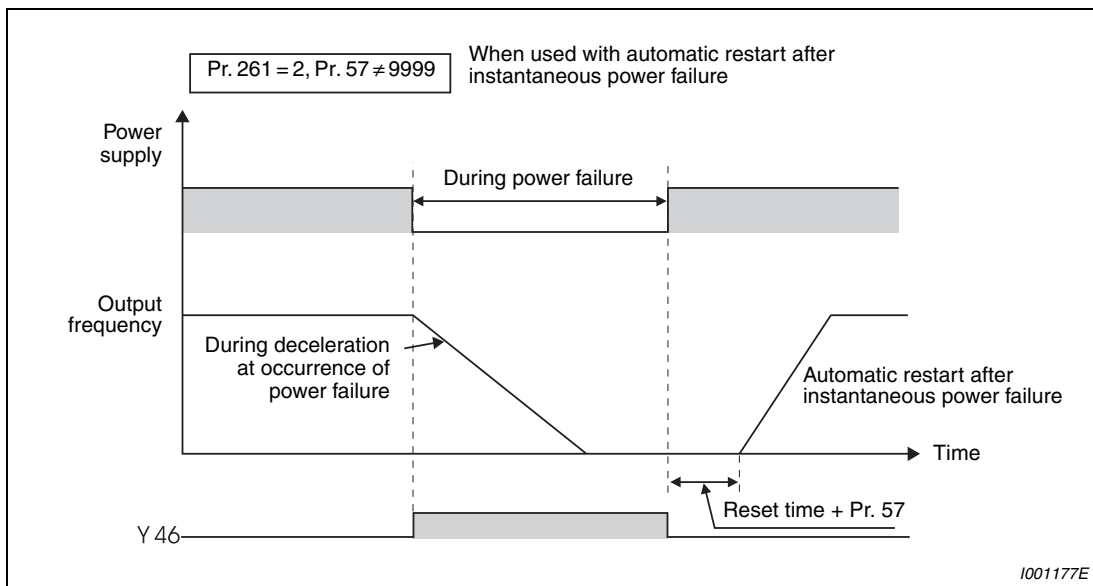 Pr. 261 = 2, Pr. 57 ≠ 9999
When used with automatic restart after
instantaneous power failure
Power
supply
During power failure
Output
frequency
During deceleration
at occurrence of
power failure
Automatic restart after
instantaneous power failure
Time
Reset time + Pr. 57
Y 46
I001177E